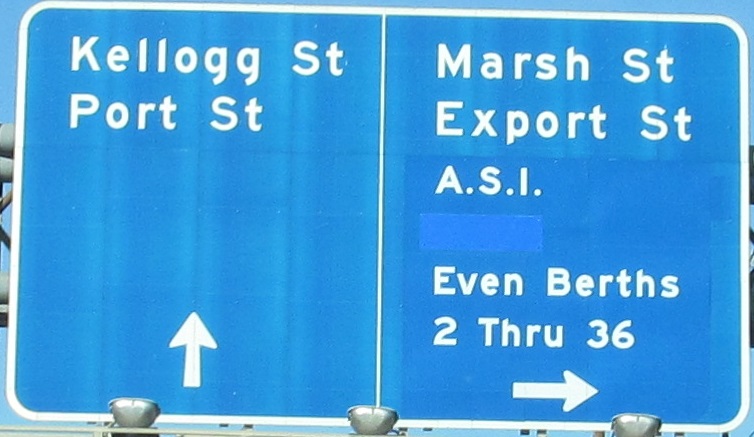 Kellogg St
Port St
Marsh St
Export St
A.S.I.
Even Berths
2 Thru 36